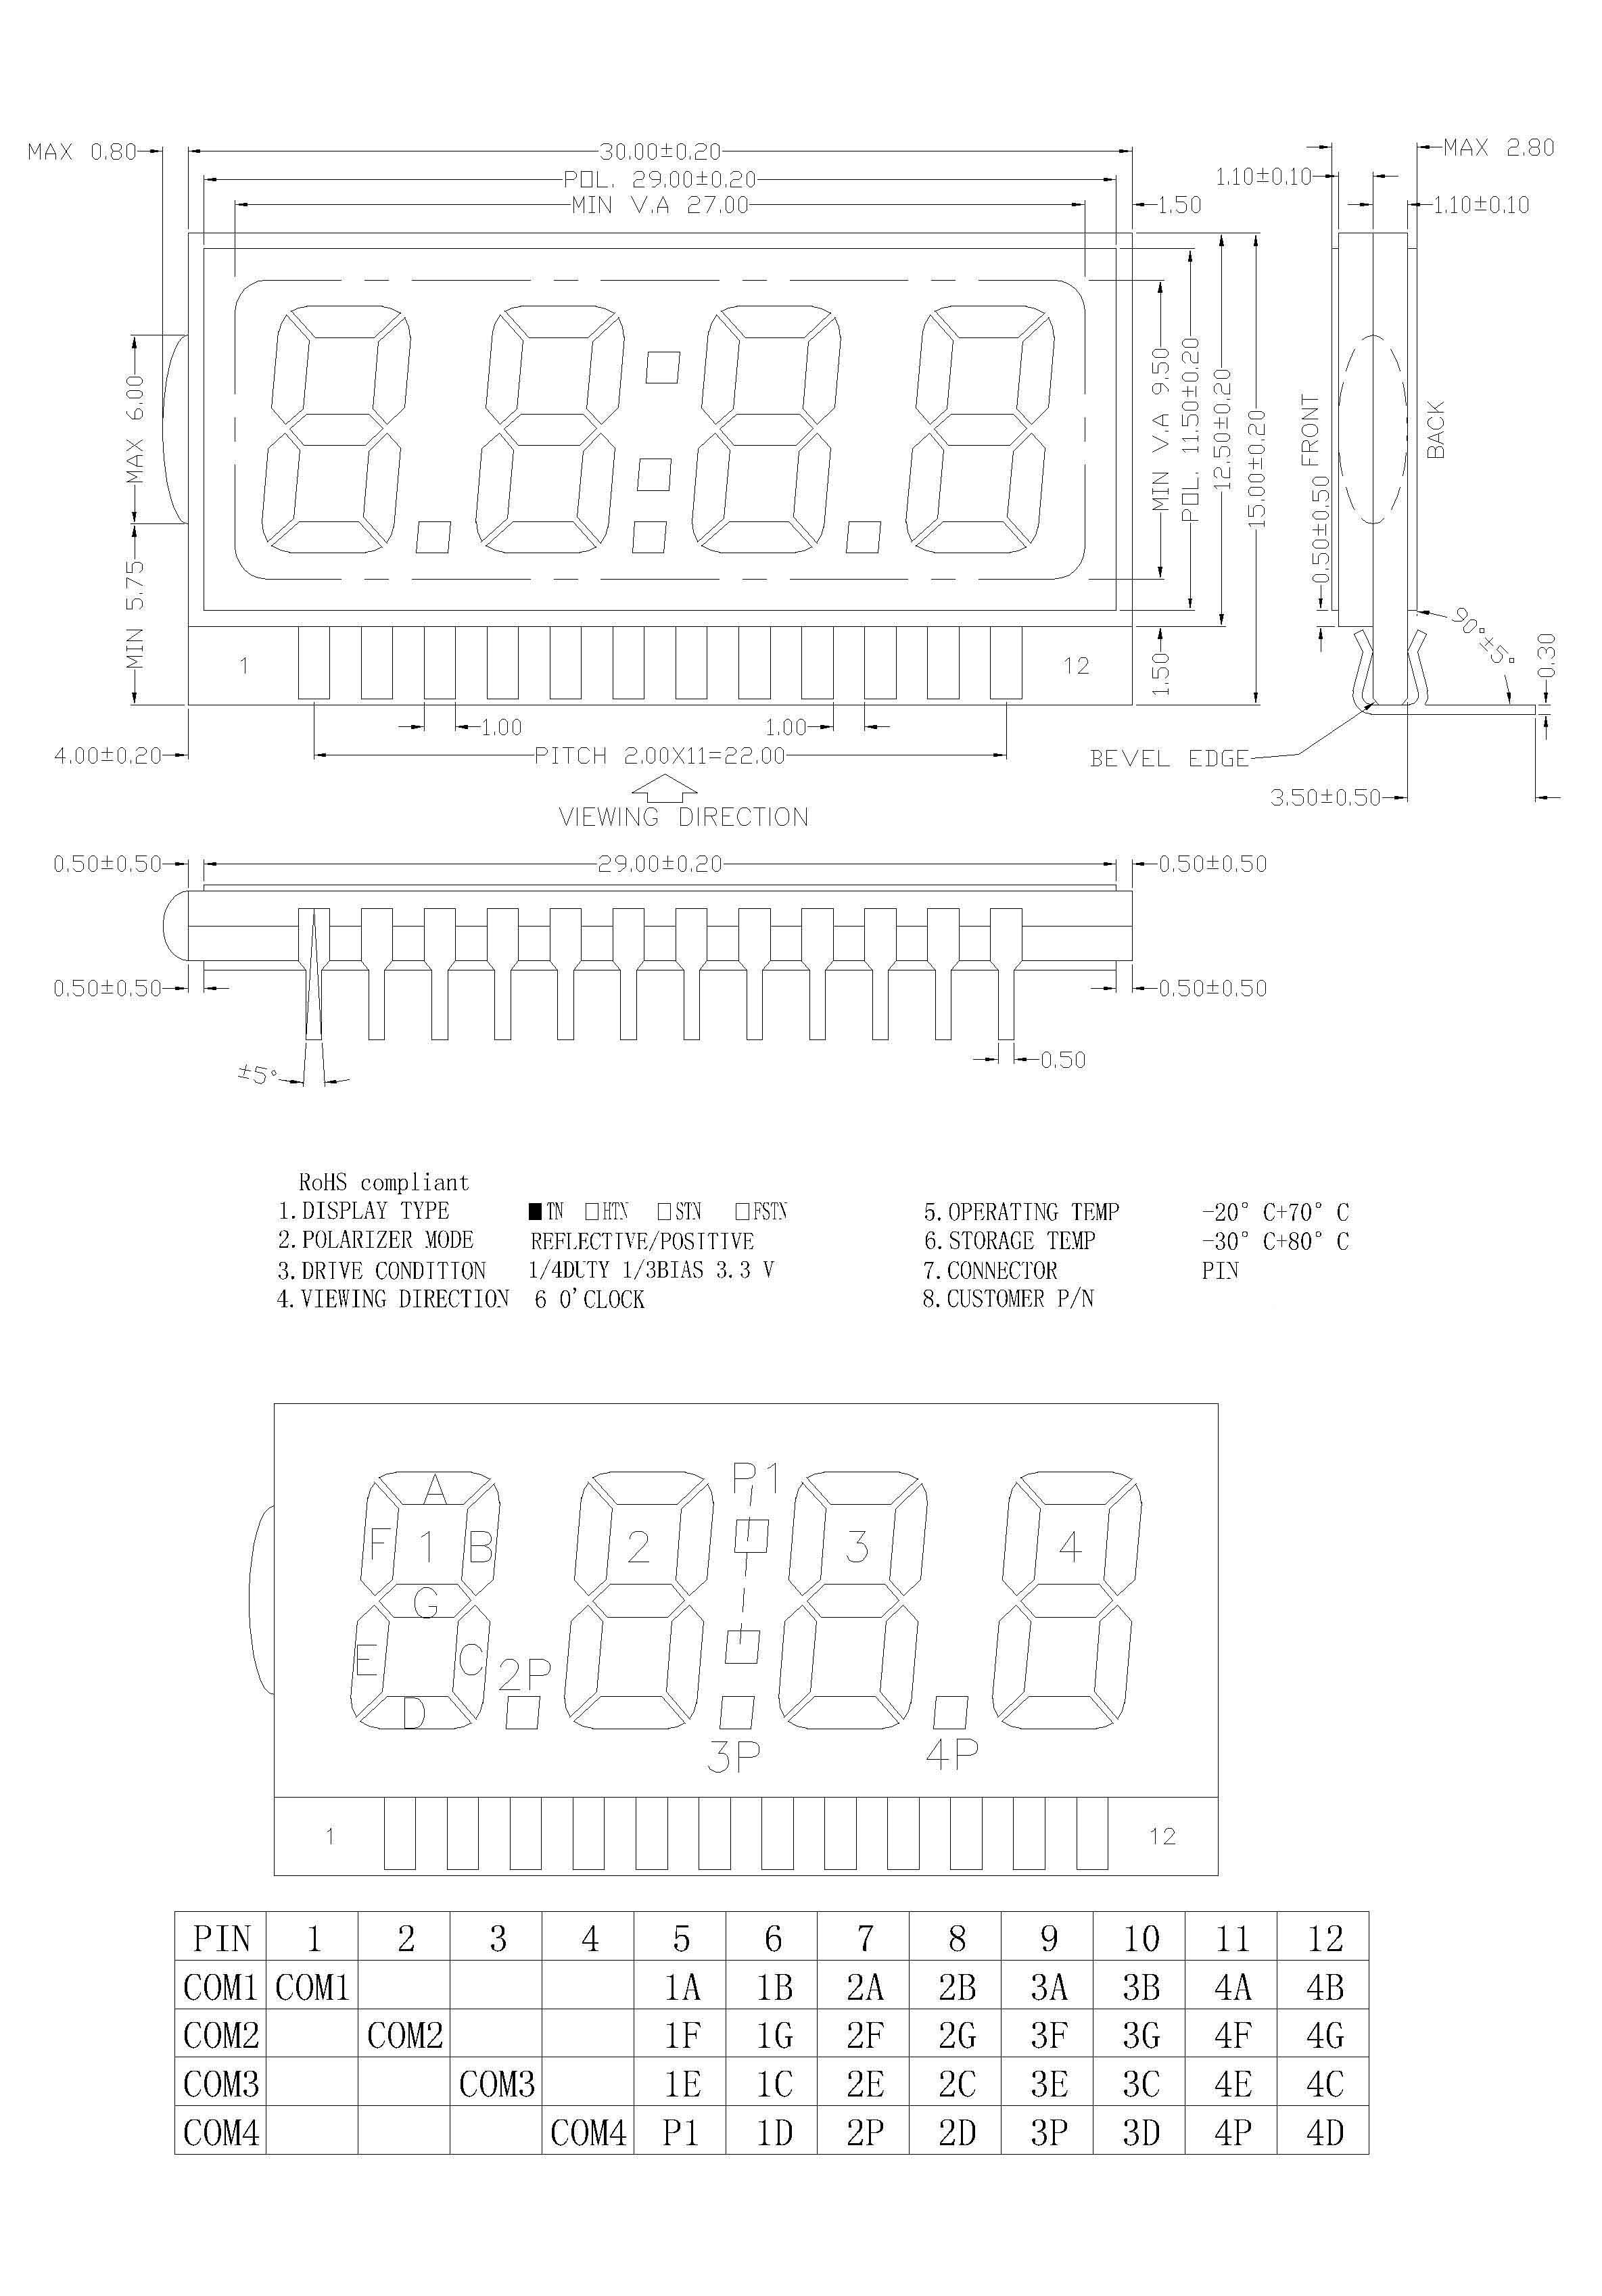 MAX 0.80
30.00±0.20
MAX 2.80
POL. 29.00±0.20
1.10±0.10
MIN V.A 27.00
1.50
1.10±0.10
MAX 6.00
MIN 5.75
MIN V.A 9.50
POL. 11.50±0.20
12.50±0.20
15.00±0.20
FRONT
0.50±0.50
BACK
90°±5°
0.30
1
12
1.50
1.00
1.00
4.00±0.20
PITCH 2.00X11=22.00
BEVEL EDGE
3.50±0.50
VIEWING DIRECTION
0.50±0.50
29.00±0.20
0.50±0.50
0.50±0.50
0.50±0.50
±5°
0.50
RoHS compliant
1.DISPLAY TYPE ■TN □HTN □STN □FSTN
2.POLARIZER MODE REFLECTIVE/POSITIVE
3.DRIVE CONDITION 1/4DUTY 1/3BIAS 3.3 V
4.VIEWING DIRECTION 6 O'CLOCK
5.OPERATING TEMP -20° C+70° C
6.STORAGE TEMP -30° C+80° C
7.CONNECTOR PIN
8.CUSTOMER P/N
P1
A
F 1 B 2 3 4
G
E C 2P
D
3P 4P
1 12
PIN 1 2 3 4 5 6 7 8 9 10 11 12
COM1 COM1 1A 1B 2A 2B 3A 3B 4A 4B
COM2 COM2 1F 1G 2F 2G 3F 3G 4F 4G
COM3 COM3 1E 1C 2E 2C 3E 3C 4E 4C
COM4 COM4 P1 1D 2P 2D 3P 3D 4P 4D